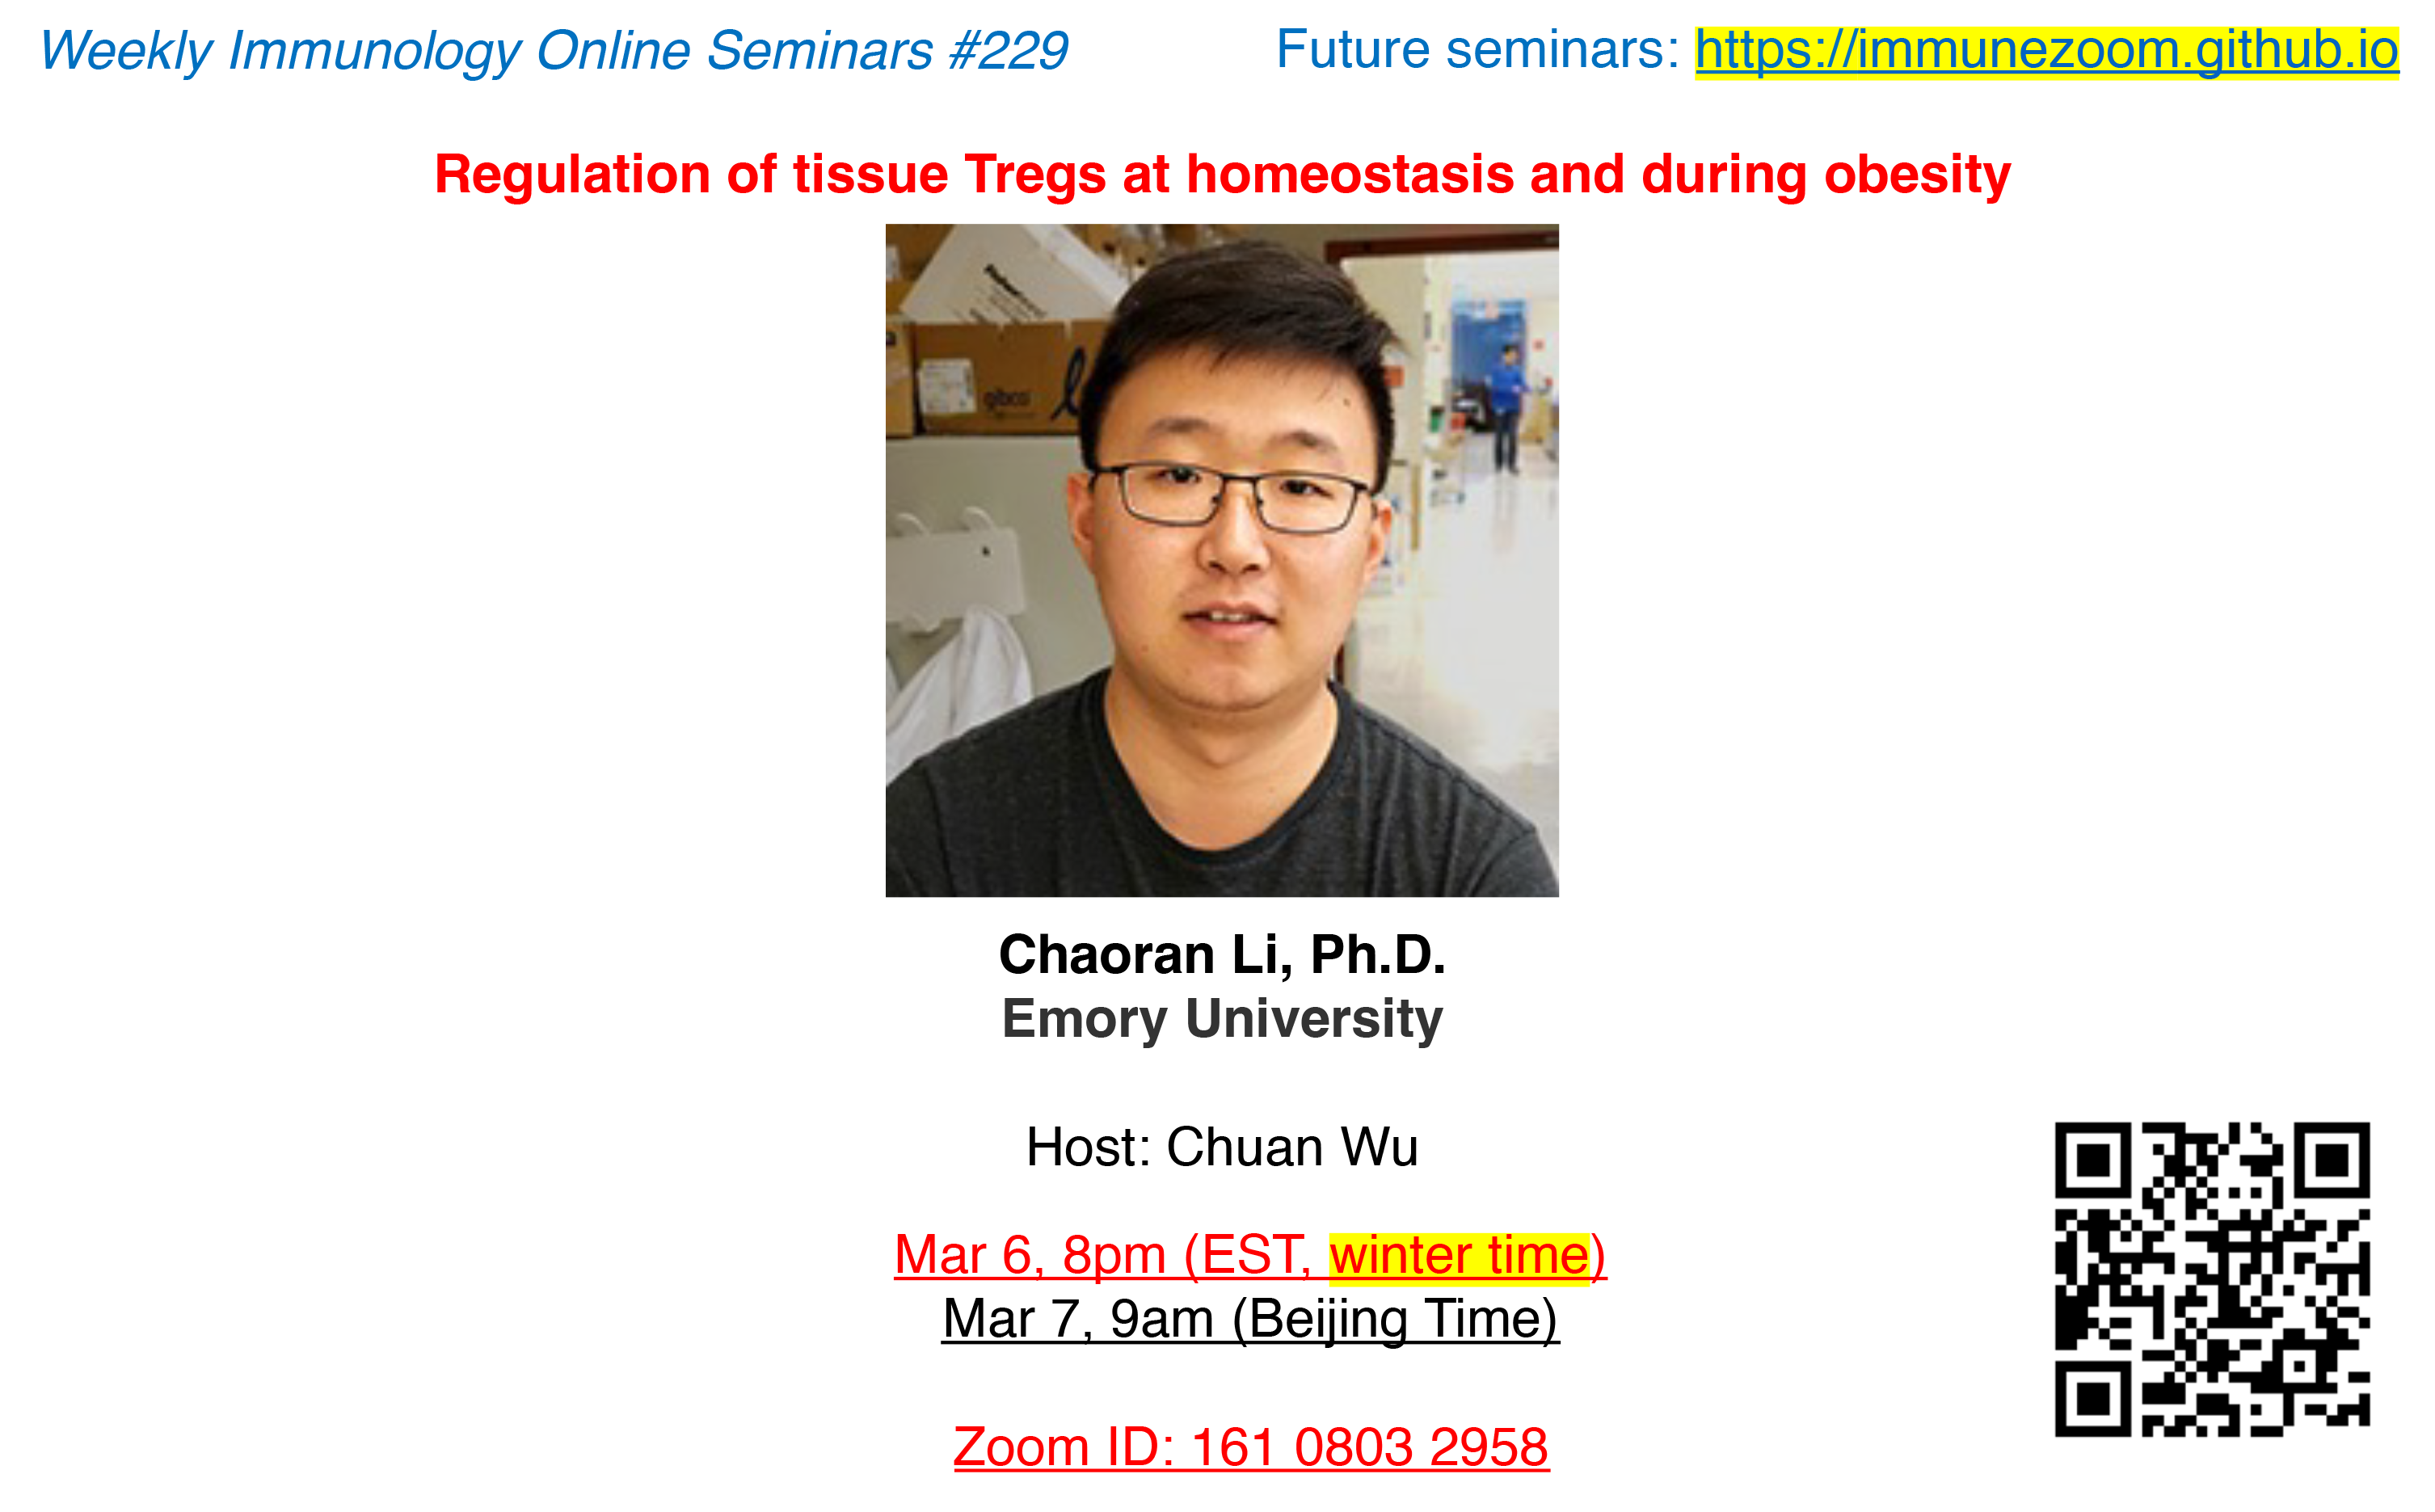 Weekly Immunology Online Seminars #229
Future seminars: https://immunezoom.github.io
Regulation of tissue Tregs at homeostasis and during obesity
gibco
Chaoran Li, Ph.D.
Emory University
Host: Chuan Wu
Mar 6, 8pm (EST, winter time)
Mar 7, 9am (Beijing Time)
Zoom ID: 161 0803 2958